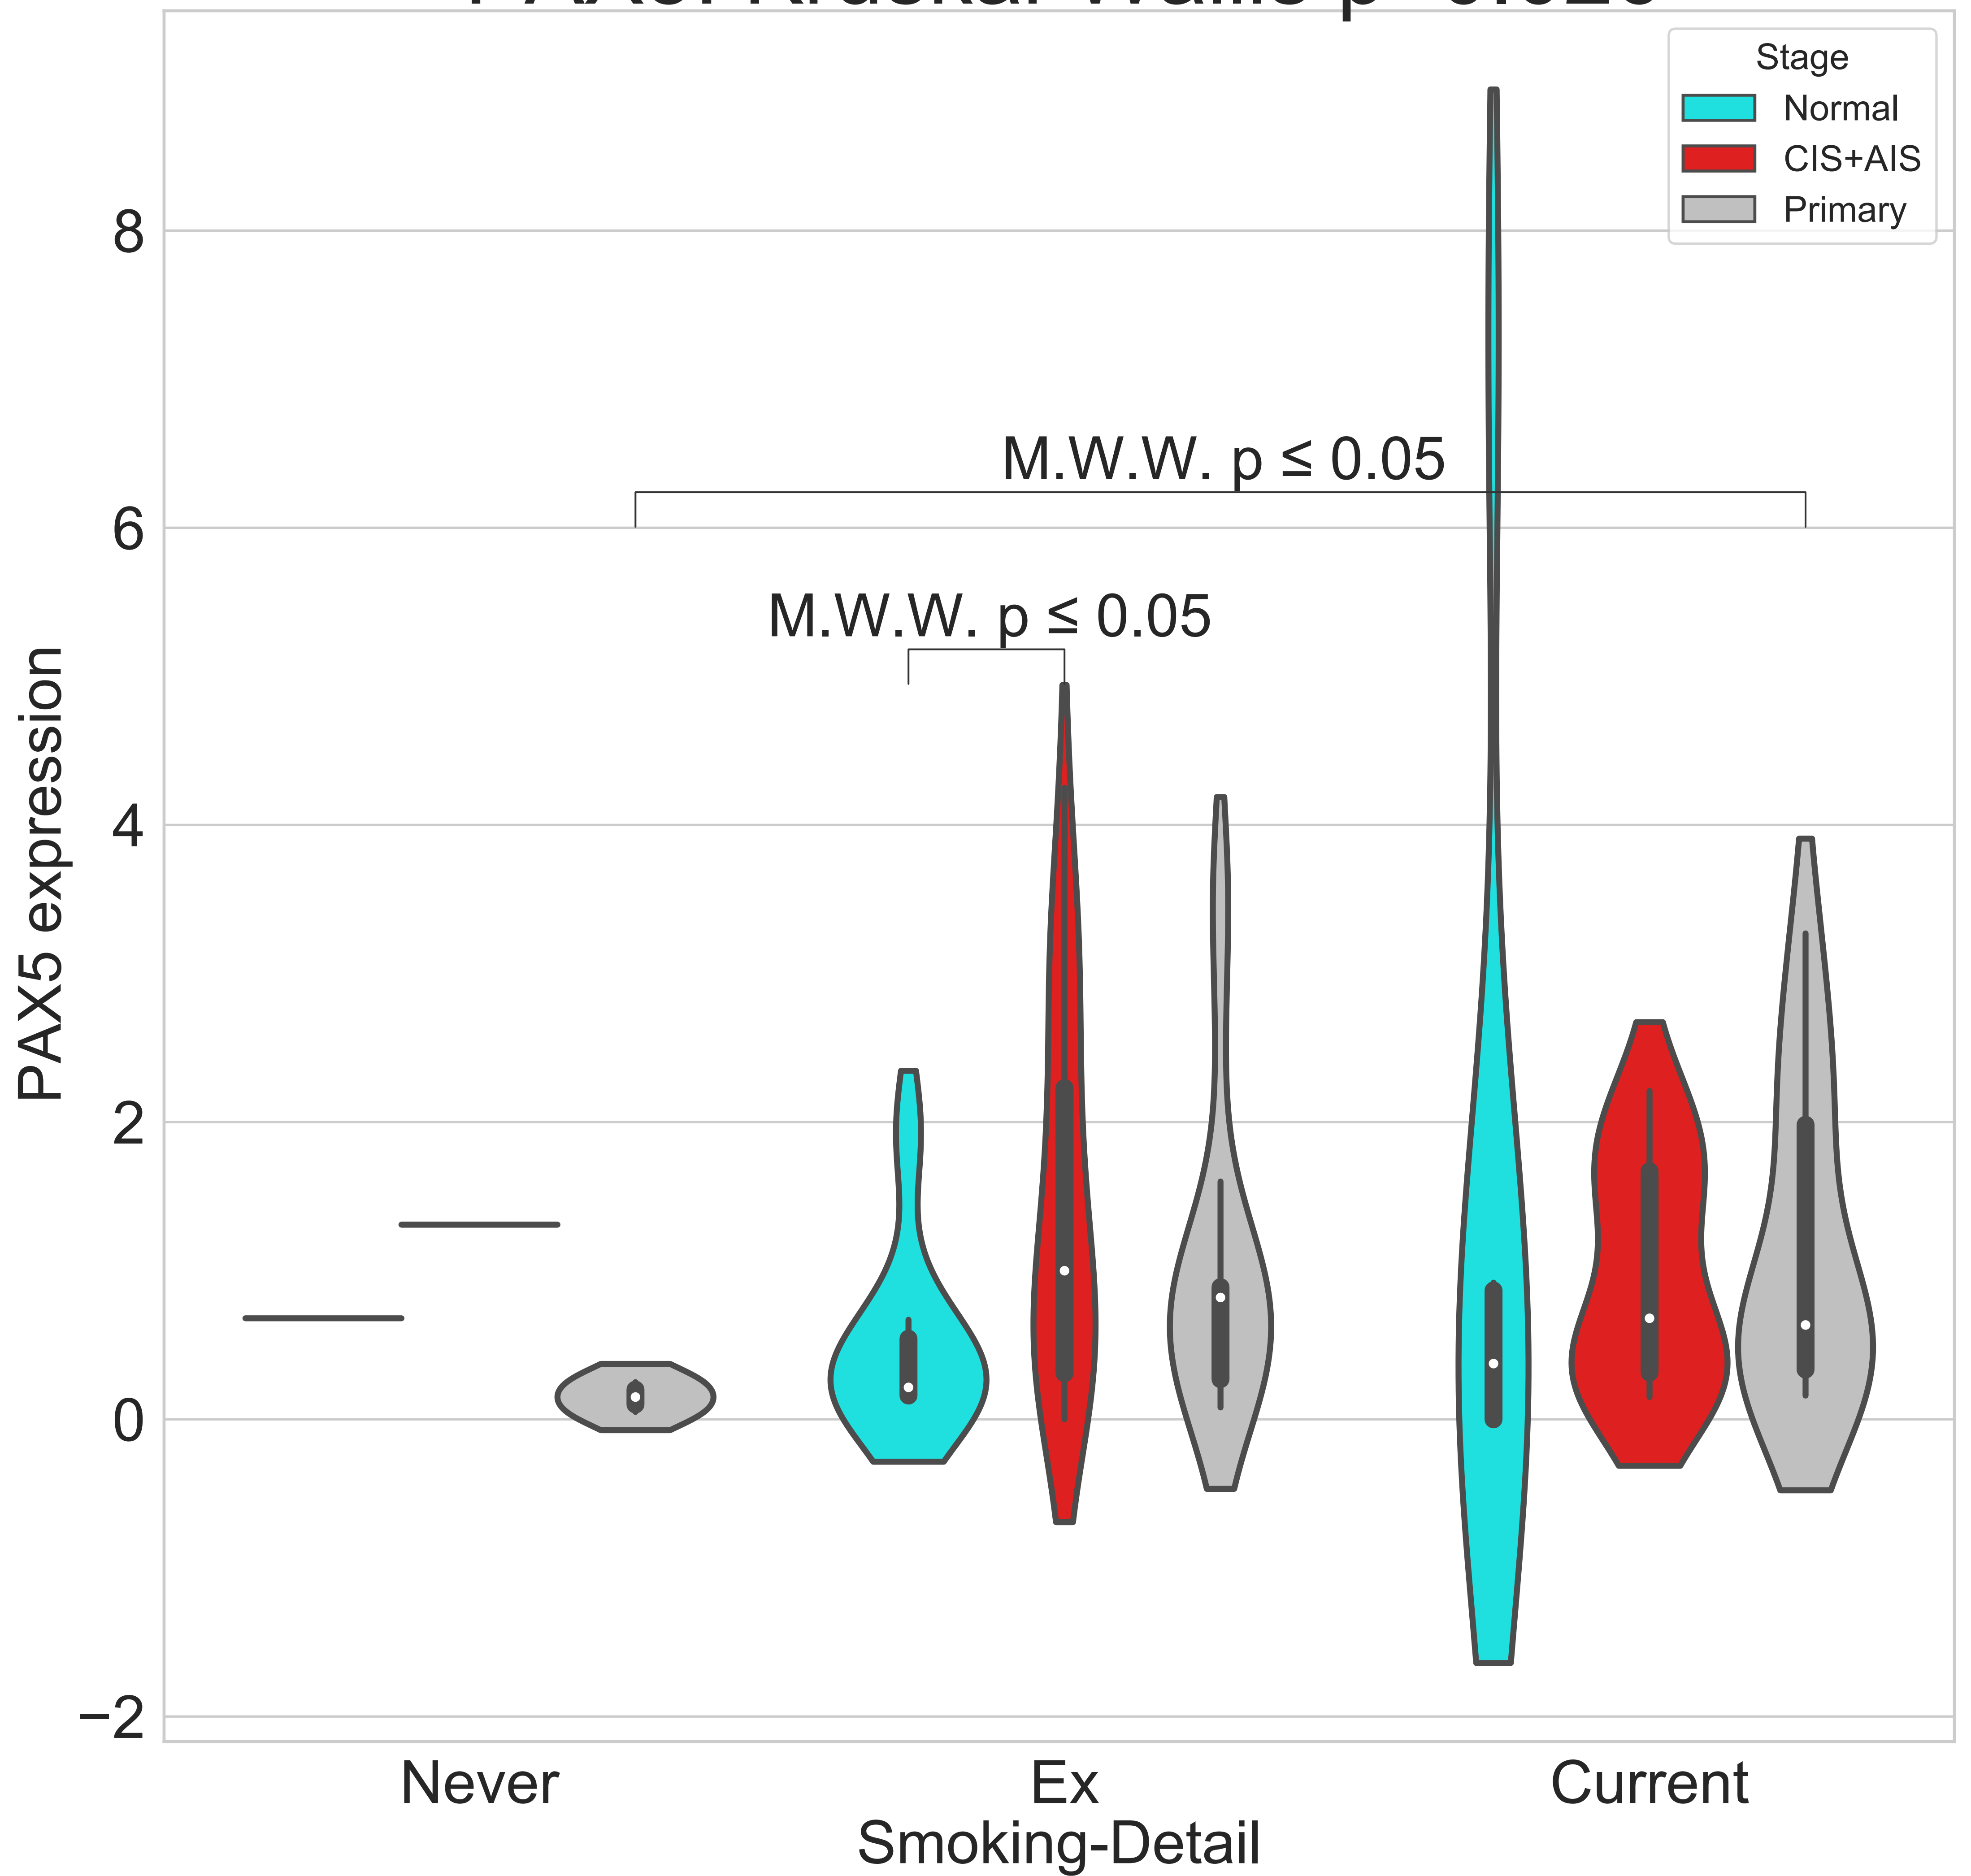 Stage
Normal
CIS+AIS
Primary
8
6
4
2
0
−2
PAX5 expression
M.W.W. p ≤ 0.05
M.W.W. p ≤ 0.05
Never
Ex
Current
Smoking-Detail